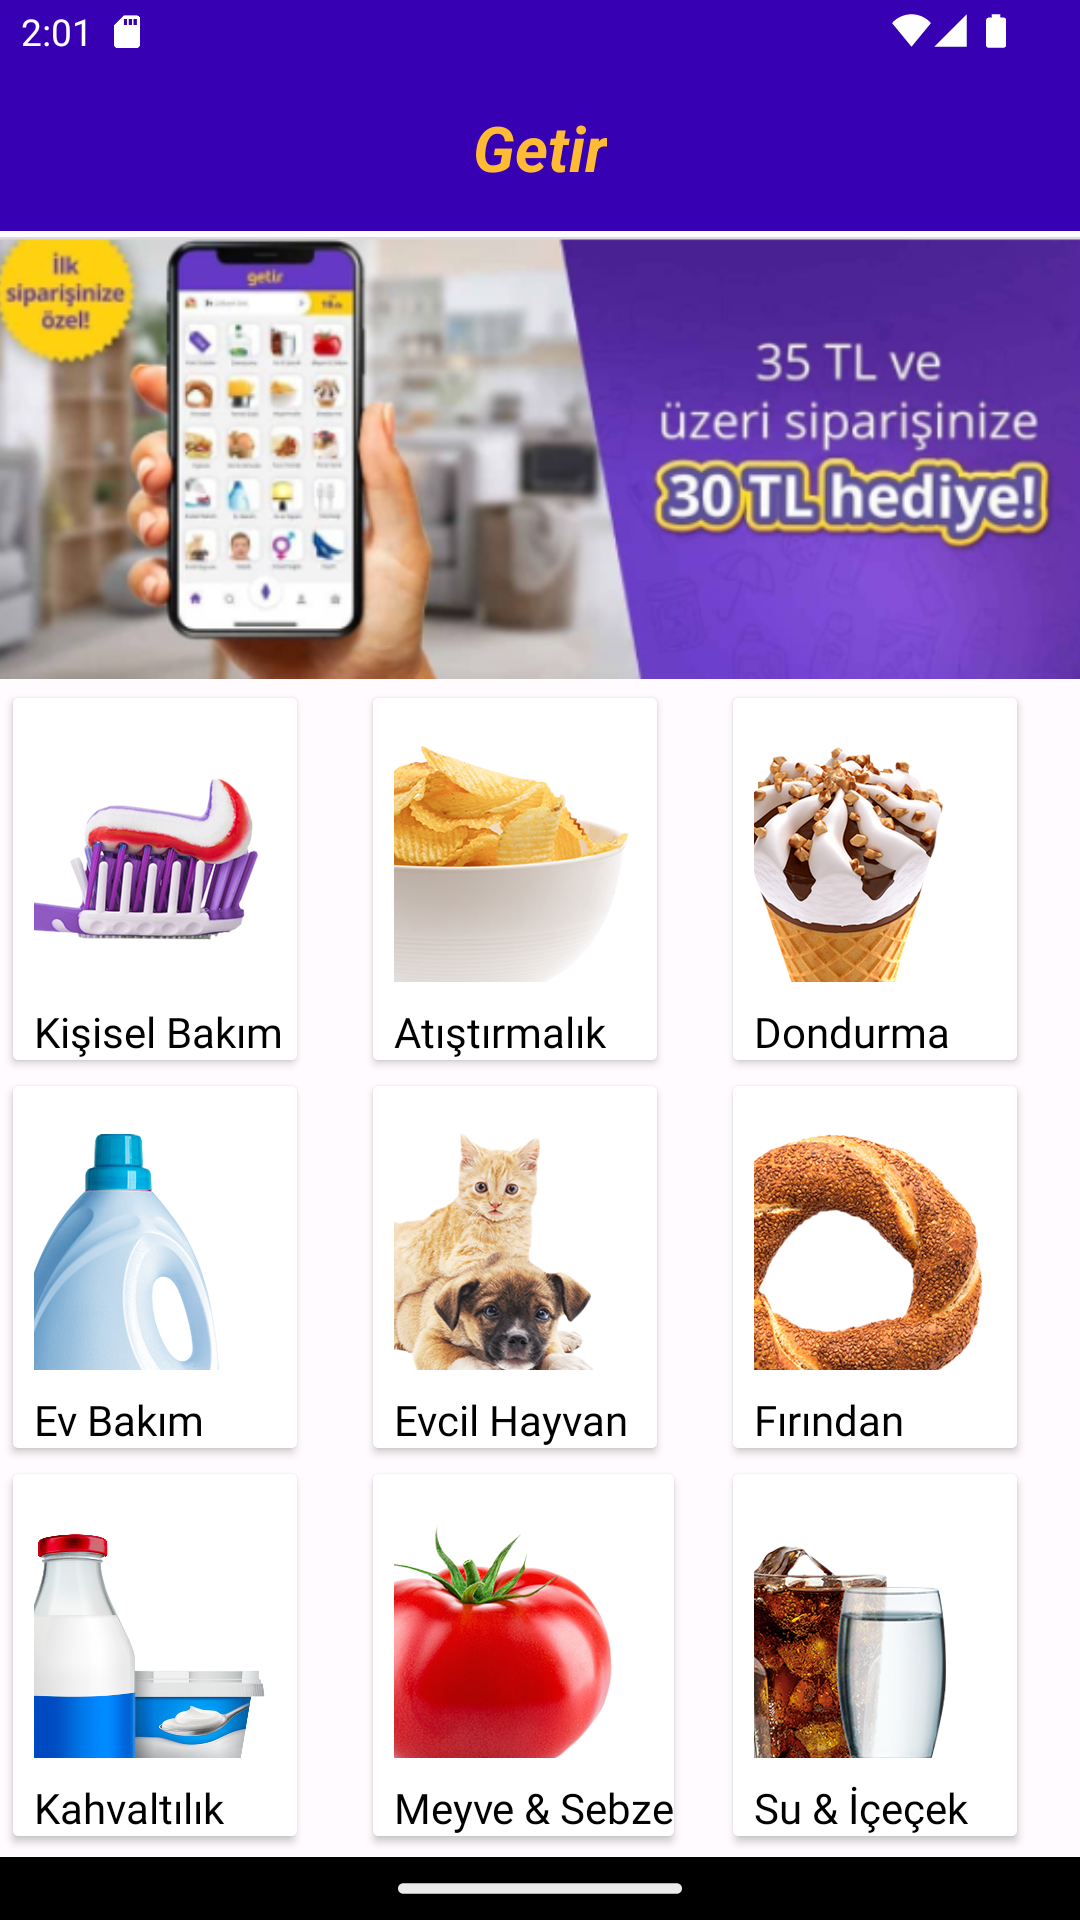 2:01
Getir
İlk
siparişinize
özel!
getir
35 TL ve
üzeri siparişinize
30 TL hediye!
Kişisel Bakım
Atıştırmalık
Dondurma
Ev Bakım
Evcil Hayvan
Fırından
Kahvaltılık
Meyve & Sebze
Su & İçeçek